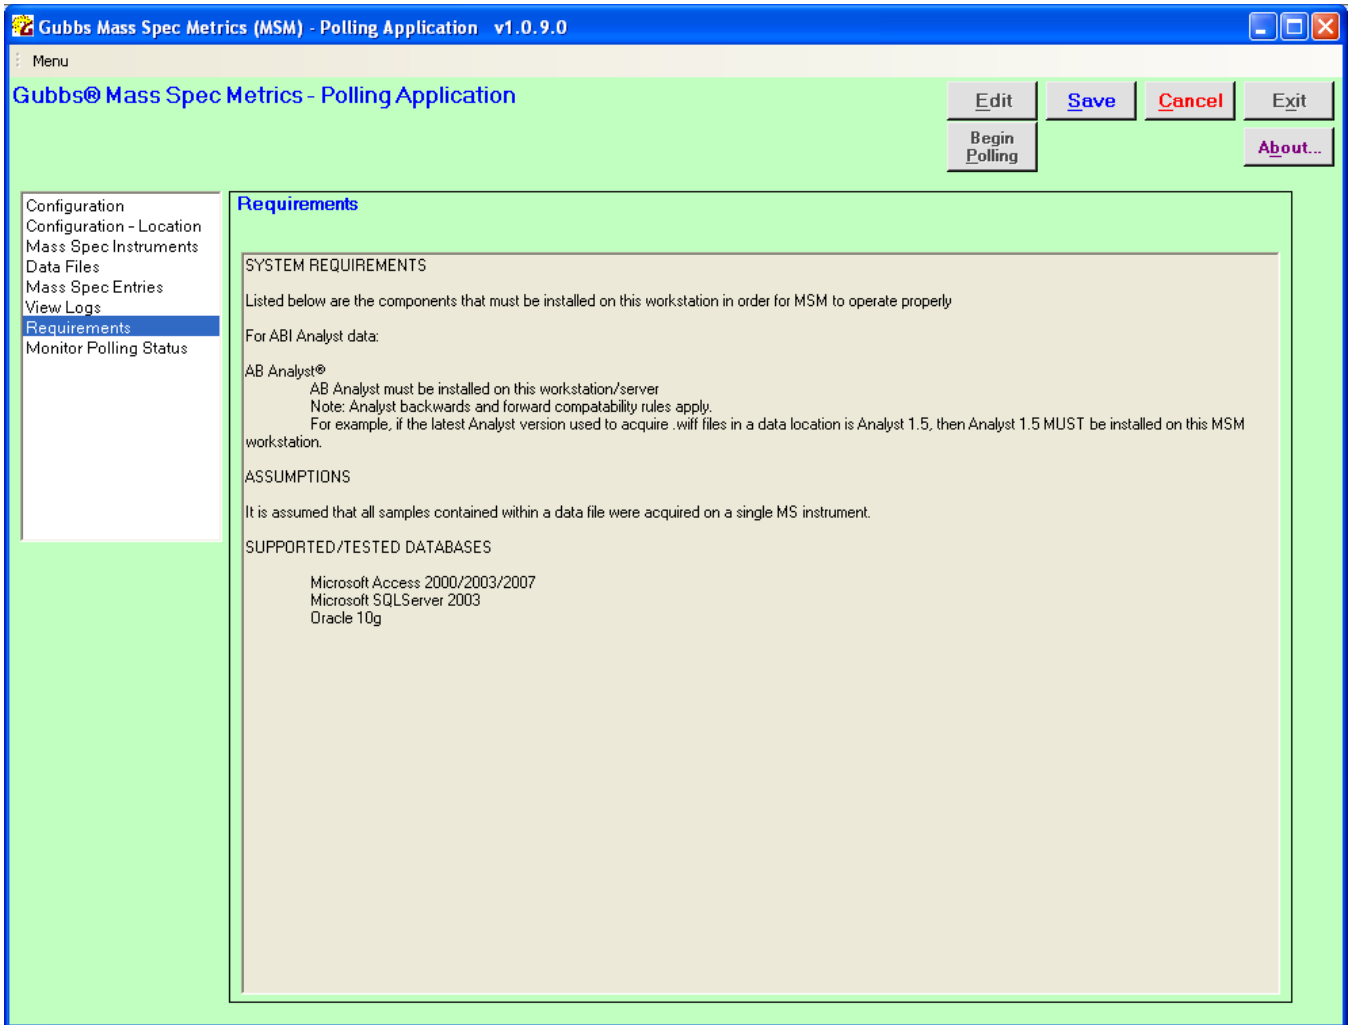 Gubbs Mass Spec Metrics (MSM) - Polling Application v1.0.9.0
Menu
Gubbs® Mass Spec Metrics - Polling Application
Edit
Save
Cancel
Exit
Begin
Polling
About...
Configuration
Configuration - Location
Mass Spec Instruments
Data Files
Mass Spec Entries
View Logs
Requirements
Monitor Polling Status
Requirements
SYSTEM REQUIREMENTS
Listed below are the components that must be installed on this workstation in order for MSM to operate properly
For ABI Analyst data:
AB Analyst®
AB Analyst must be installed on this workstation/server
Note: Analyst backwards and forward compatability rules apply.
For example, if the latest Analyst version used to acquire .wiff files in a data location is Analyst 1.5, then Analyst 1.5 MUST be installed on this MSM
workstation.
ASSUMPTIONS
It is assumed that all samples contained within a data file were acquired on a single MS instrument.
SUPPORTED/TESTED DATABASES
Microsoft Access 2000/2003/2007
Microsoft SQLServer 2003
Oracle 10g